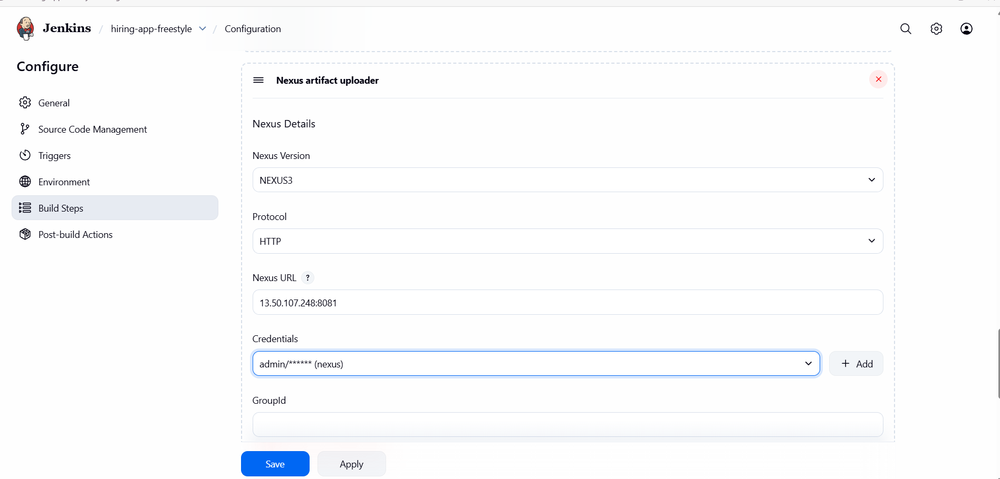 Jenkins / hiring-app-freestyle / Configuration
Configure
General
Source Code Management
Triggers
Environment
Build Steps
Post-build Actions
Nexus artifact uploader
Nexus Details
Nexus Version
NEXUS3
Protocol
HTTP
Nexus URL ?
13.50.107.248:8081
Credentials
admin/****** (nexus)
+ Add
GroupId
Save
Apply